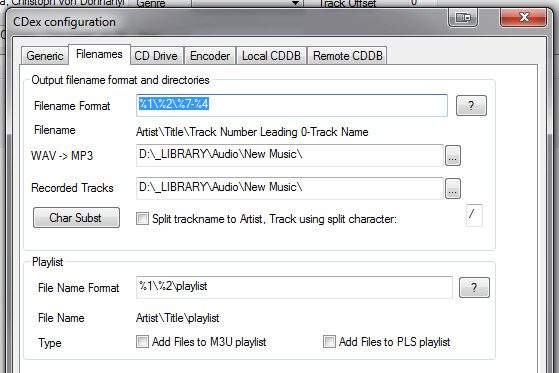 a, Christoph von Dohnanyi Genre Track Offset 0
CDex configuration
Generic Filenames CD Drive Encoder Local CDDB Remote CDDB
Output filename format and directories
Filename Format %1\%2\%7-%4 ?
Filename Artist\Title\Track Number Leading 0-Track Name
WAV -> MP3 D:\_LIBRARY\Audio\New Music\ ...
Recorded Tracks D:\_LIBRARY\Audio\New Music\ ...
Char Subst Split trackname to Artist, Track using split character: /
Playlist
File Name Format %1\%2\playlist ?
File Name Artist\Title\playlist
Type Add Files to M3U playlist Add Files to PLS playlist